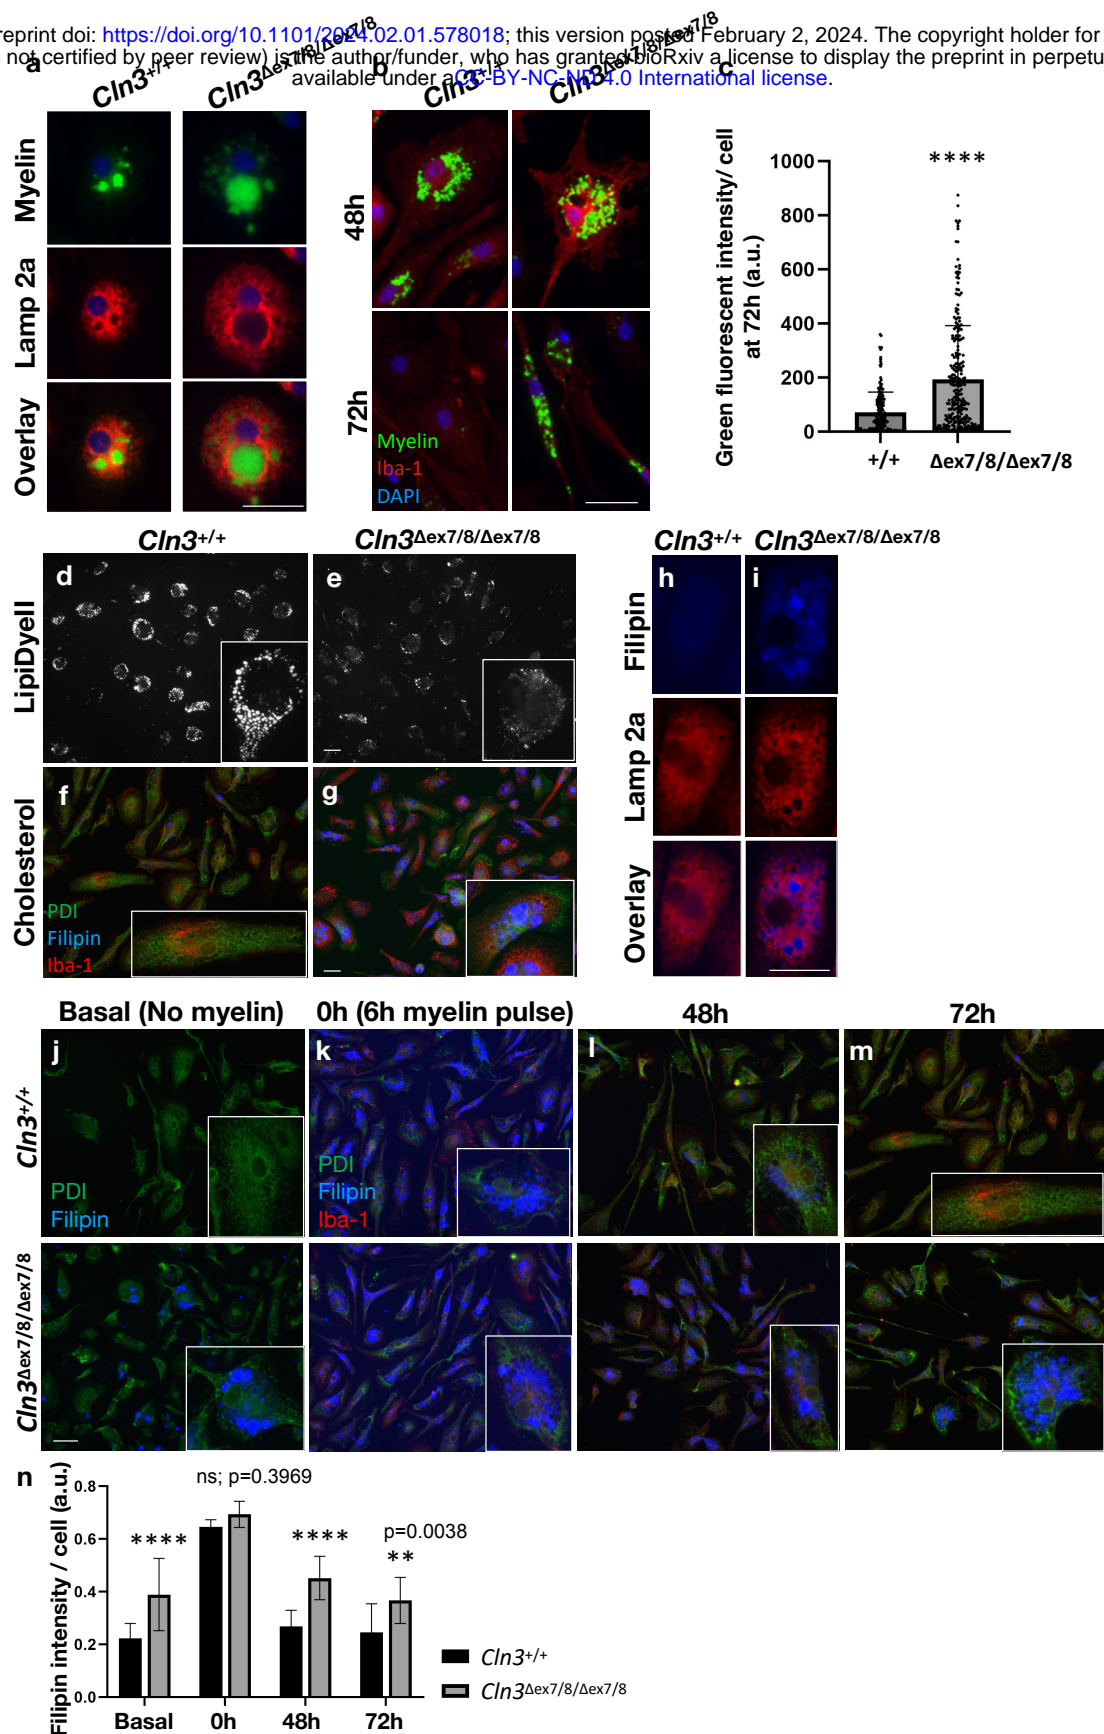 reprint doi: https://doi.org/10.1101/2024.02.01.578018; this version posted February 2, 2024. The copyright holder for
not certified by peer review) is the author/funder, who has granted bioRxiv a license to display the preprint in perpetu
available under aCC-BY-NC-ND 4.0 International license.
a
Cln3+/+
Cln3Δex7/8/Δex7/8
Myelin
Lamp 2a
Overlay
b
Cln3+/+
Cln3Δex7/8/Δex7/8
48h
72h
Myelin
Iba-1
DAPI
c
Green fluorescent intensity/ cell
at 72h (a.u.)
1000
800
600
400
200
0
****
+/+
Δex7/8/Δex7/8
Cln3+/+
Cln3Δex7/8/Δex7/8
LipiDyeII
d
e
Cholesterol
f
g
PDI
Filipin
Iba-1
Cln3+/+
Cln3Δex7/8/Δex7/8
h
i
Filipin
Lamp 2a
Overlay
Basal (No myelin)
0h (6h myelin pulse)
48h
72h
Cln3+/+
j
k
l
m
PDI
Filipin
PDI
Filipin
Iba-1
Cln3Δex7/8/Δex7/8
n
Filipin intensity / cell (a.u.)
0.8
0.6
0.4
0.2
0.0
****
ns; p=0.3969
****
p=0.0038
**
Basal
0h
48h
72h
Cln3+/+
Cln3Δex7/8/Δex7/8